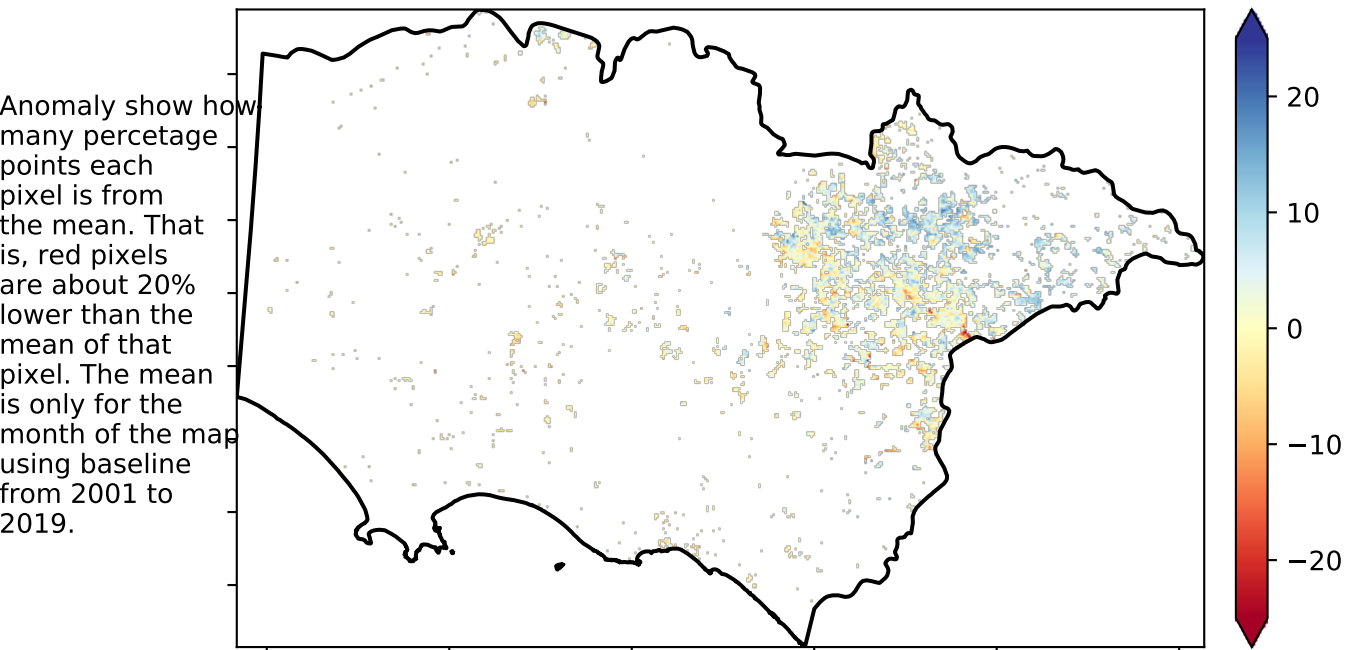 Anomaly show how
many percetage
points each
pixel is from
the mean. That
is, red pixels
are about 20%
lower than the
mean of that
pixel. The mean
is only for the
month of the map
using baseline
from 2001 to
2019.
20
10
0
−10
−20